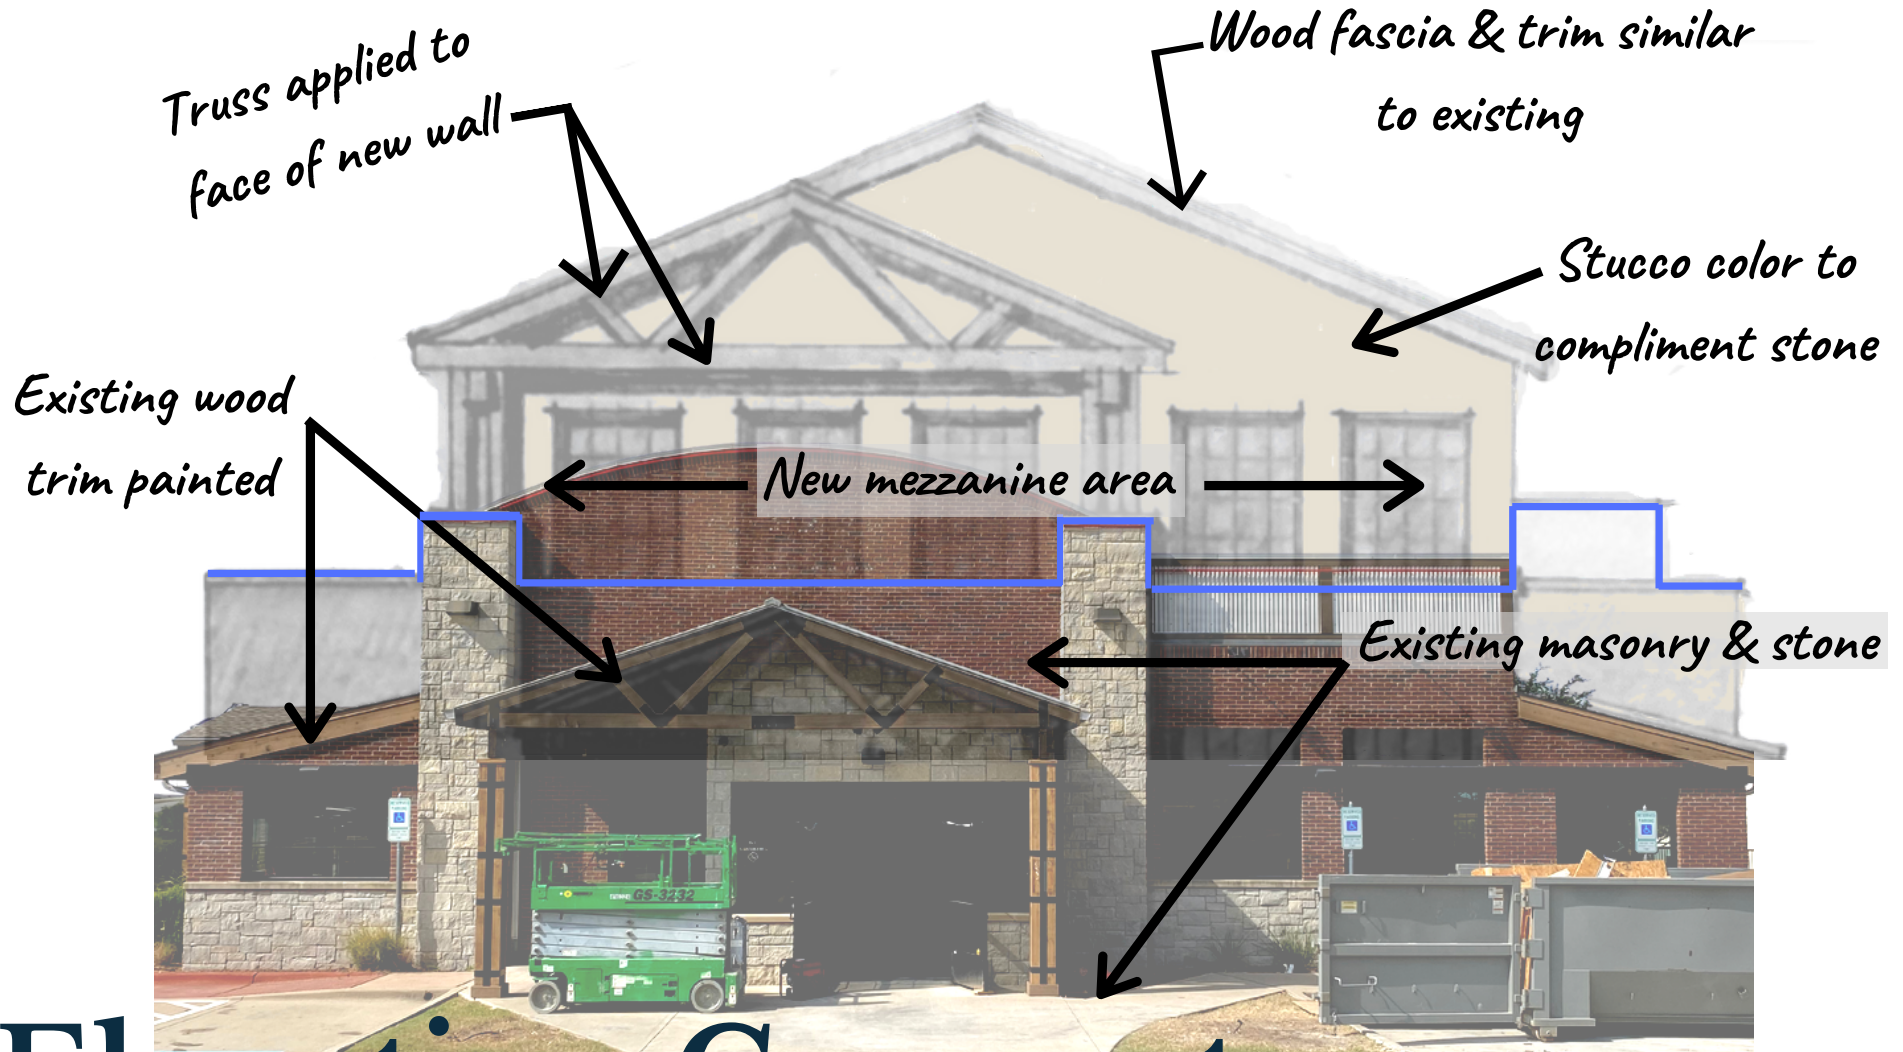 Wood fascia & trim similar
to existing
Truss applied to
face of new wall
Stucco color to
compliment stone
Existing wood
trim painted
New mezzanine area
Existing masonry & stone
GS-3232